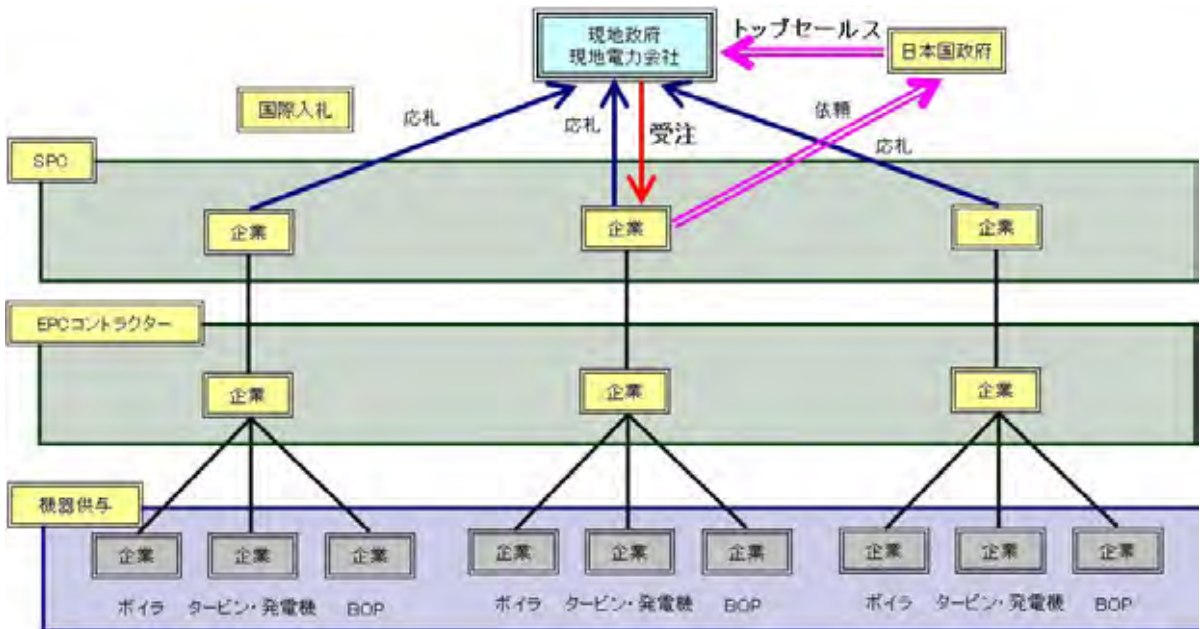 トップセールス
現地政府
現地電力会社
日本国政府
国際入札
応札
応札
受注
依頼
応札
SPC
企業
企業
企業
EPCコントラクター
企業
企業
企業
機器供与
企業
企業
企業
企業
企業
企業
企業
企業
企業
ボイラ
タービン・発電機
BOP
ボイラ
タービン・発電機
BOP
ボイラ
タービン・発電機
BOP